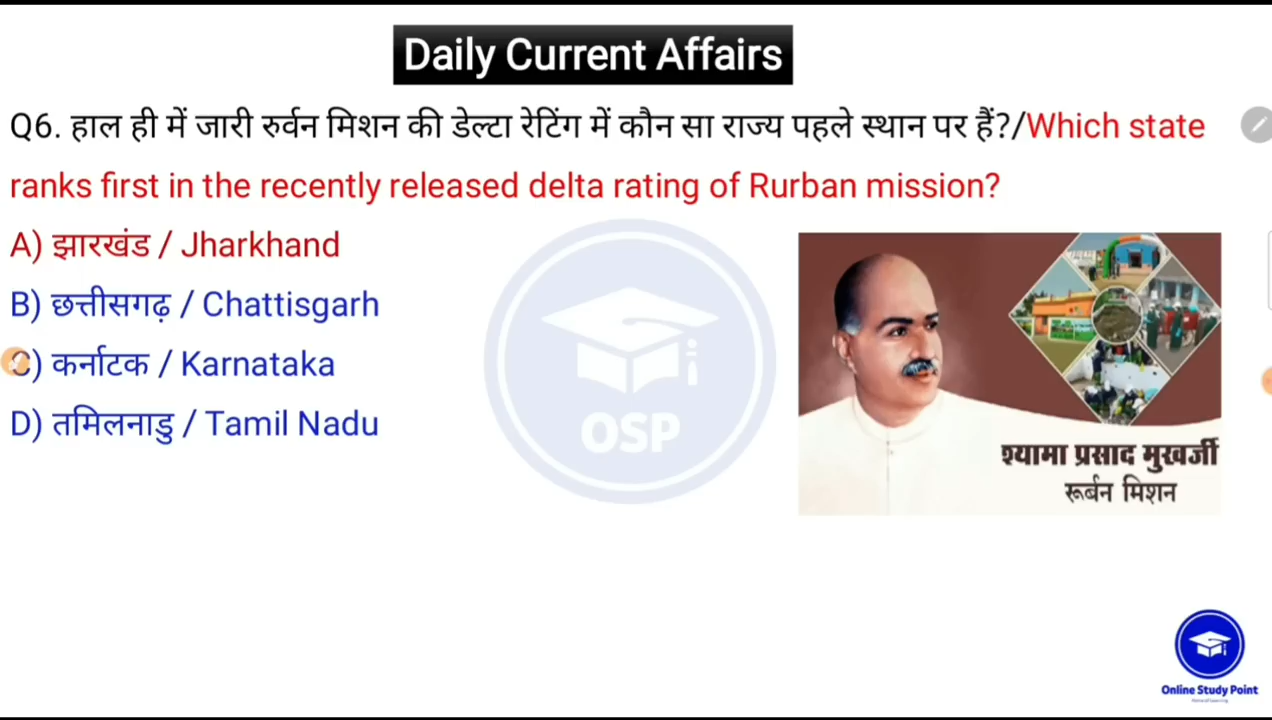 Daily Current Affairs
Q6. हाल ही में जारी रुर्वन मिशन की डेल्टा रेटिंग में कौन सा राज्य पहले स्थान पर हैं?/Which state
ranks first in the recently released delta rating of Rurban mission?
A) झारखंड / Jharkhand
B) छत्तीसगढ़ / Chattisgarh
C) कर्नाटक / Karnataka
D) तमिलनाडु / Tamil Nadu
OSP
श्यामा प्रसाद मुखर्जी
रूर्बन मिशन
Online Study Point